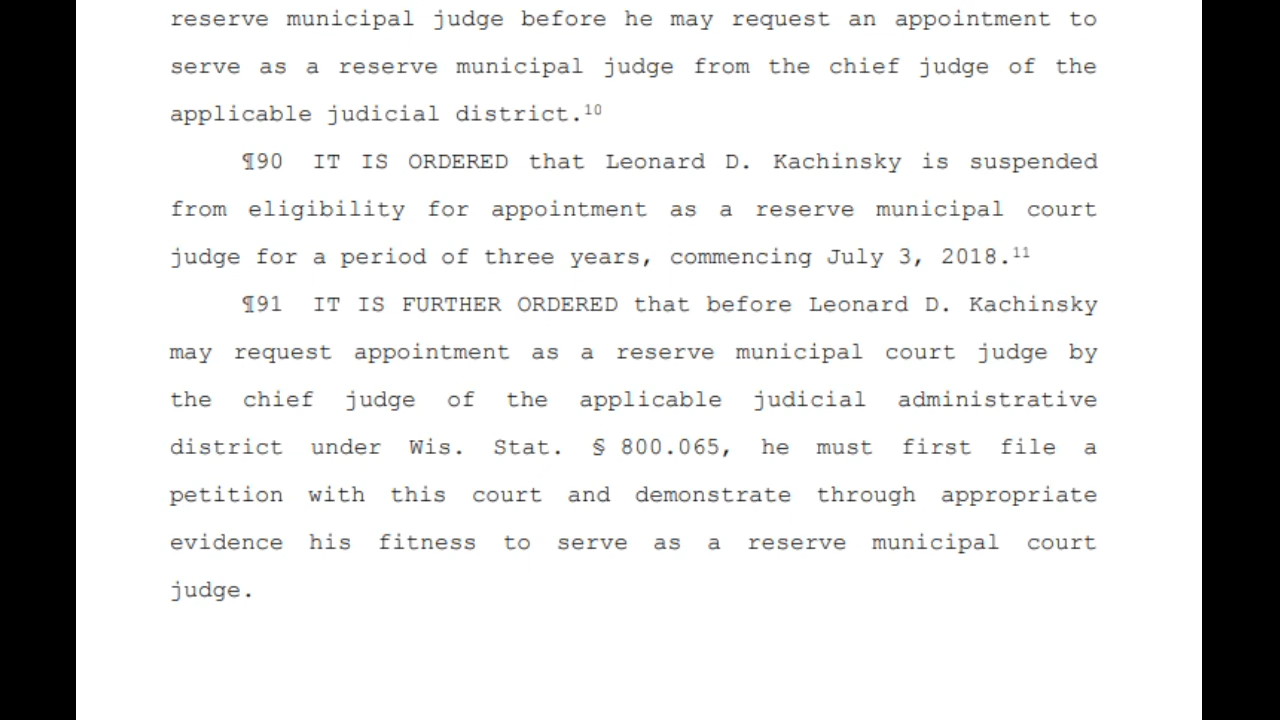 reserve municipal judge before he may request an appointment to
serve as a reserve municipal judge from the chief judge of the
applicable judicial district.¹⁰
¶90 IT IS ORDERED that Leonard D. Kachinsky is suspended
from eligibility for appointment as a reserve municipal court
judge for a period of three years, commencing July 3, 2018.¹¹
¶91 IT IS FURTHER ORDERED that before Leonard D. Kachinsky
may request appointment as a reserve municipal court judge by
the chief judge of the applicable judicial administrative
district under Wis. Stat. § 800.065, he must first file a
petition with this court and demonstrate through appropriate
evidence his fitness to serve as a reserve municipal court
judge.